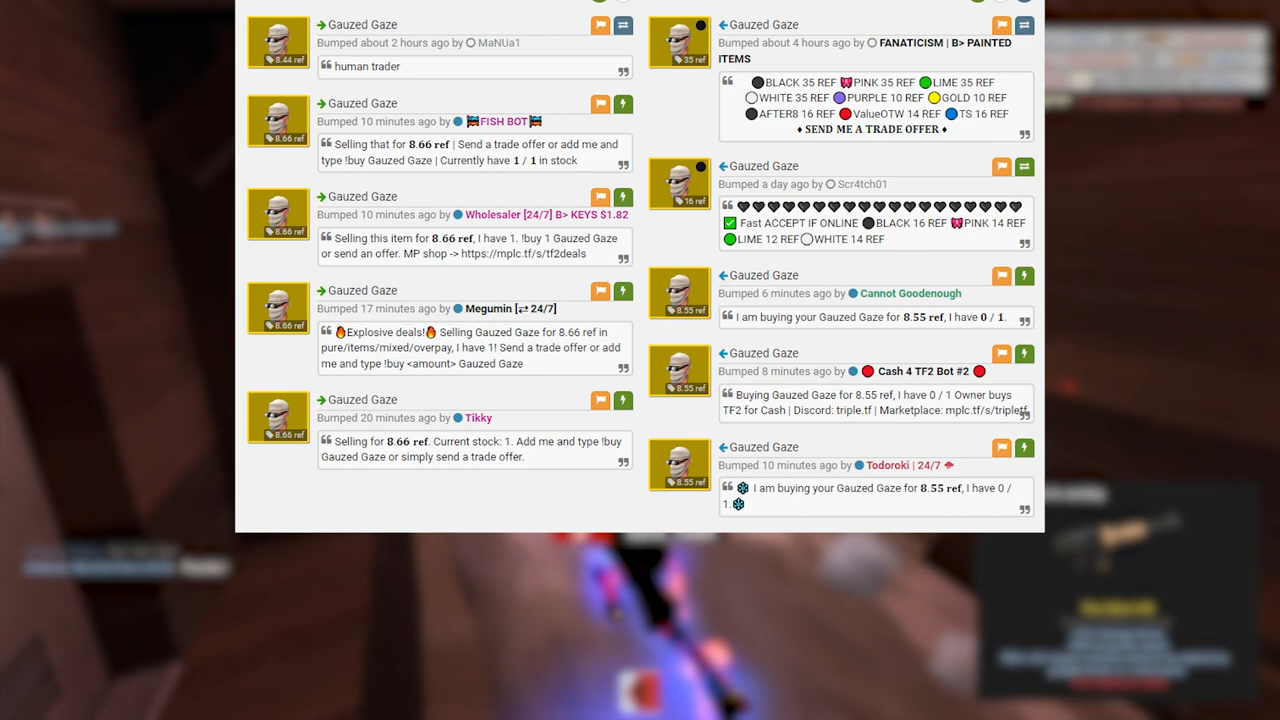 Gauzed Gaze
Bumped about 2 hours ago by MaNUa1
8.44 ref
human trader
Gauzed Gaze
Bumped 10 minutes ago by FISH BOT
8.66 ref
Selling that for 8.66 ref | Send a trade offer or add me and
type !buy Gauzed Gaze | Currently have 1 / 1 in stock
Gauzed Gaze
Bumped 10 minutes ago by Wholesaler [24/7] B> KEYS $1.82
8.66 ref
Selling this item for 8.66 ref, I have 1. !buy 1 Gauzed Gaze
or send an offer. MP shop -> https://mplc.tf/s/tf2deals
Gauzed Gaze
Bumped 17 minutes ago by Megumin [⇄ 24/7]
8.66 ref
🔥Explosive deals!🔥 Selling Gauzed Gaze for 8.66 ref in
pure/items/mixed/overpay, I have 1! Send a trade offer or add
me and type !buy <amount> Gauzed Gaze
Gauzed Gaze
Bumped 20 minutes ago by Tikky
8.66 ref
Selling for 8.66 ref. Current stock: 1. Add me and type !buy
Gauzed Gaze or simply send a trade offer.
Gauzed Gaze
Bumped about 4 hours ago by FANATICISM | B> PAINTED
ITEMS
35 ref
⚫BLACK 35 REF 🎀PINK 35 REF 🟢LIME 35 REF
⚪WHITE 35 REF 🟣PURPLE 10 REF 🟡GOLD 10 REF
⚫AFTER8 16 REF 🔴ValueOTW 14 REF 🔵TS 16 REF
♦ SEND ME A TRADE OFFER ♦
Gauzed Gaze
Bumped a day ago by Scr4tch01
16 ref
🖤🖤🖤🖤🖤🖤🖤🖤🖤🖤🖤🖤🖤🖤🖤🖤🖤🖤
✅ Fast ACCEPT IF ONLINE ⚫BLACK 16 REF 🎀PINK 14 REF
🟢LIME 12 REF⚪WHITE 14 REF
Gauzed Gaze
Bumped 6 minutes ago by Cannot Goodenough
8.55 ref
I am buying your Gauzed Gaze for 8.55 ref, I have 0 / 1.
Gauzed Gaze
Bumped 8 minutes ago by 🔴 Cash 4 TF2 Bot #2 🔴
8.55 ref
Buying Gauzed Gaze for 8.55 ref, I have 0 / 1 Owner buys
TF2 for Cash | Discord: triple.tf | Marketplace: mplc.tf/s/tripletf
Gauzed Gaze
Bumped 10 minutes ago by Todoroki | 24/7
8.55 ref
❄ I am buying your Gauzed Gaze for 8.55 ref, I have 0 /
1.❄